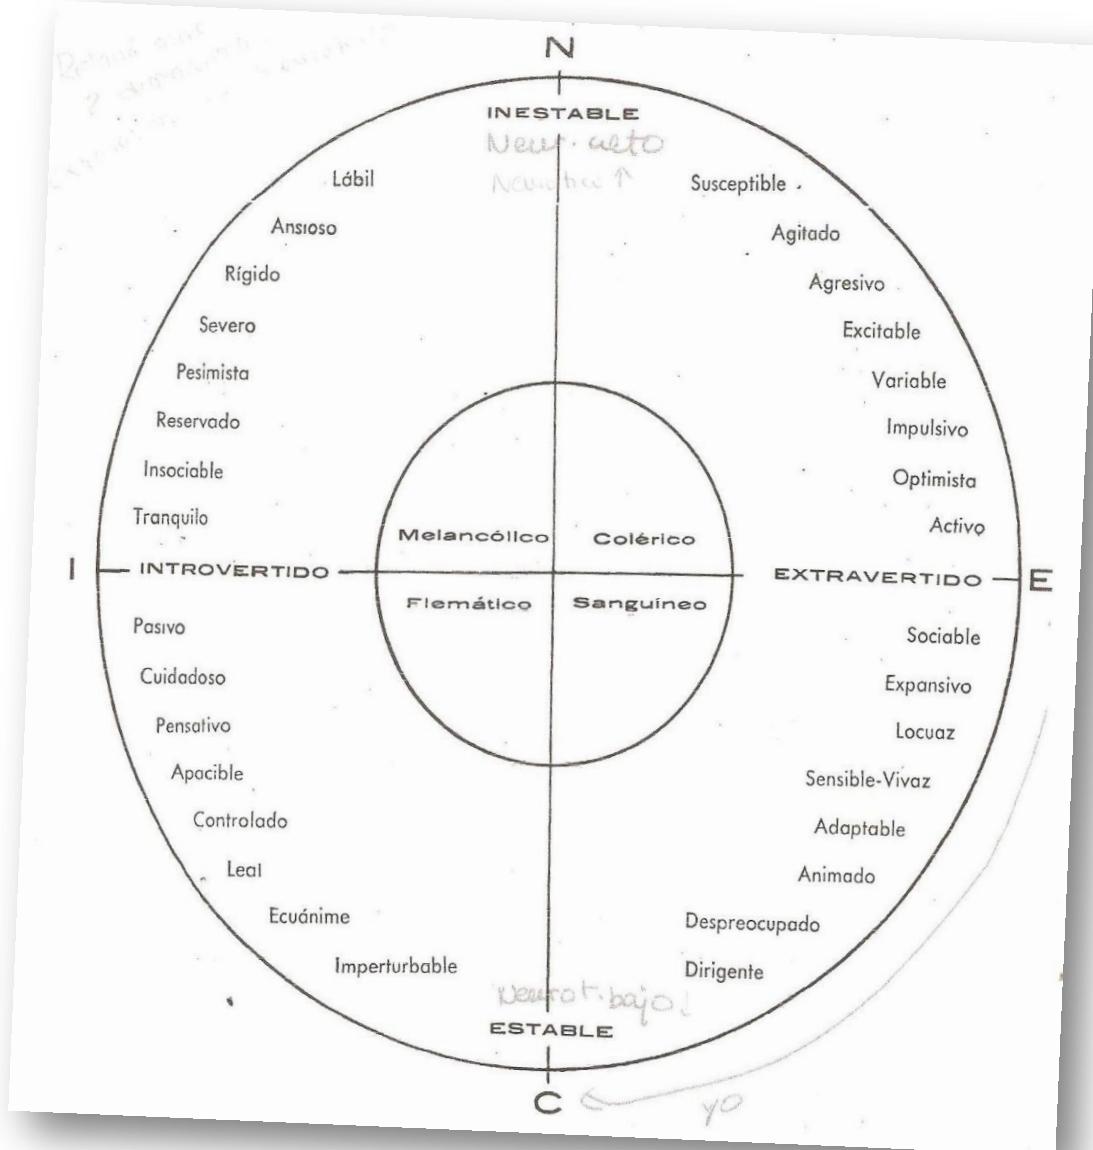 N
INESTABLE
Neur. alto
Lábil
Susceptible
Ansioso
Agitado
Rígido
Agresivo
Severo
Excitable
Pesimista
Variable
Reservado
Impulsivo
Insociable
Optimista
Tranquilo
Activo
Melancólico
Colérico
I
INTROVERTIDO
EXTRAVERTIDO
E
Flemático
Sanguíneo
Pasivo
Sociable
Cuidadoso
Expansivo
Pensativo
Locuaz
Apacible
Sensible-Vivaz
Controlado
Adaptable
Leal
Animado
Ecuánime
Despreocupado
Imperturbable
Dirigente
Neurot. bajo ↓
ESTABLE
C
yo